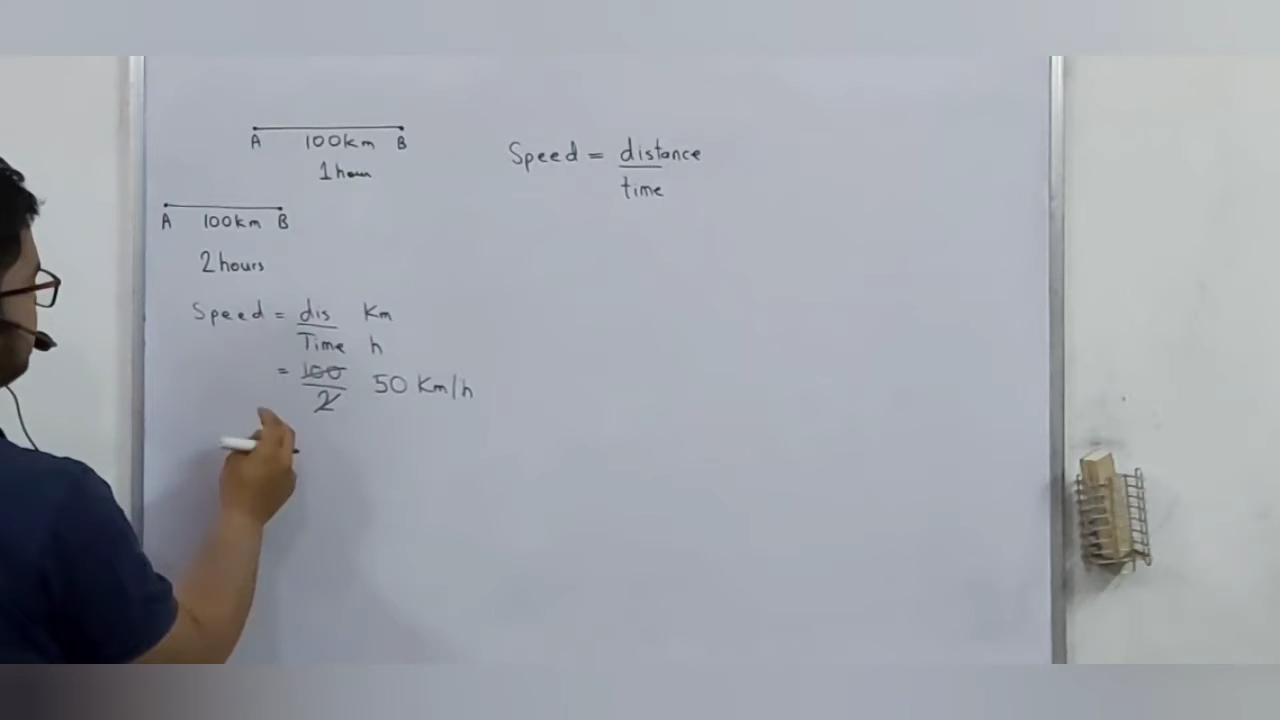 A 100km B
1 hour
Speed = distance
time
A 100km B
2 hours
Speed = dis Km
Time h
= 100
2 50 Km/h